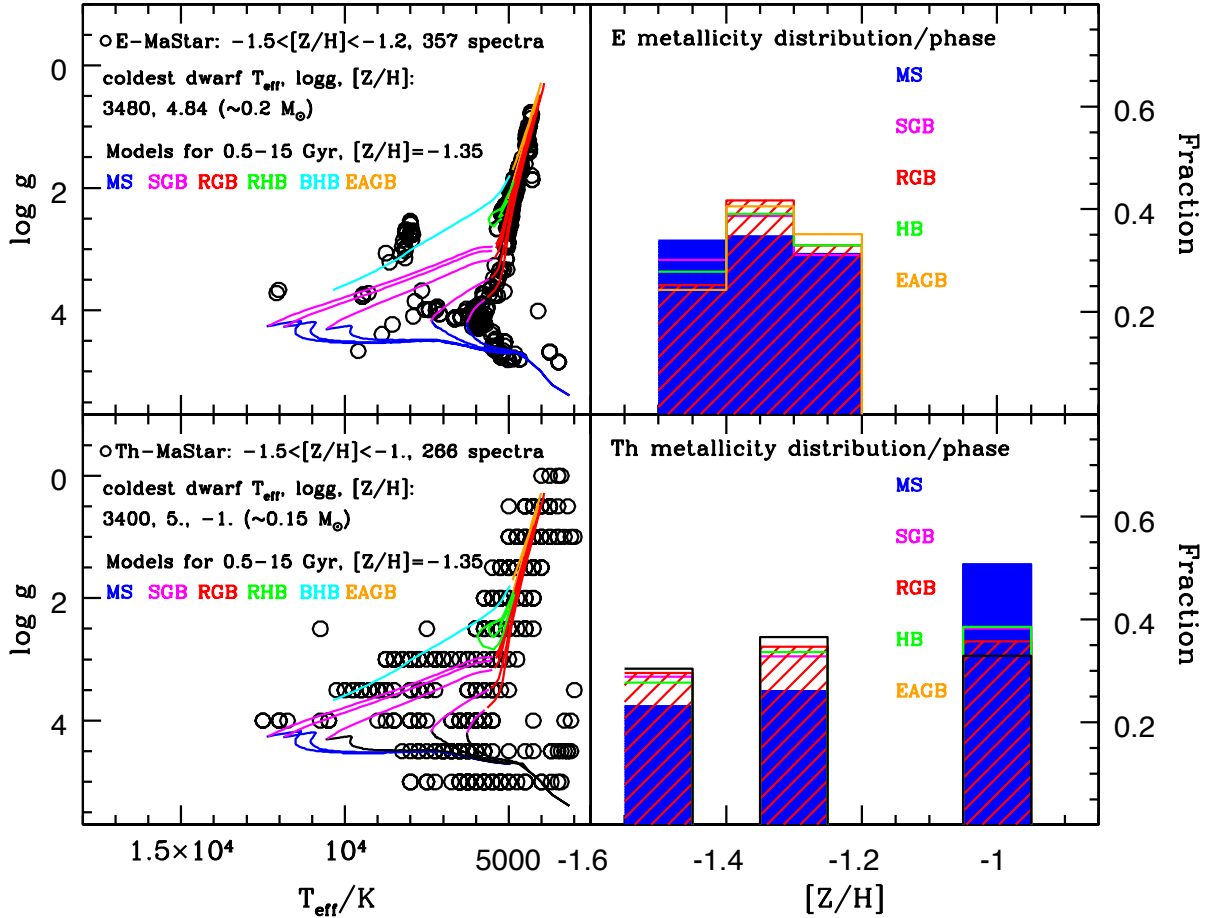 ○ E-MaStar: -1.5<[Z/H]<-1.2, 357 spectra
coldest dwarf T_eff, logg, [Z/H]:
3480, 4.84 (~0.2 M_⊙)
Models for 0.5-15 Gyr, [Z/H]=-1.35
MS SGB RGB RHB BHB EAGB
0
2
4
log g
E metallicity distribution/phase
MS
SGB
RGB
HB
EAGB
0.6
0.4
0.2
Fraction
○ Th-MaStar: -1.5<[Z/H]<-1., 266 spectra
coldest dwarf T_eff, logg, [Z/H]:
3400, 5., -1. (~0.15 M_⊙)
Models for 0.5-15 Gyr, [Z/H]=-1.35
MS SGB RGB RHB BHB EAGB
0
2
4
log g
1.5×10⁴ 10⁴ 5000
T_eff/K
Th metallicity distribution/phase
MS
SGB
RGB
HB
EAGB
0.6
0.4
0.2
Fraction
-1.6 -1.4 -1.2 -1
[Z/H]